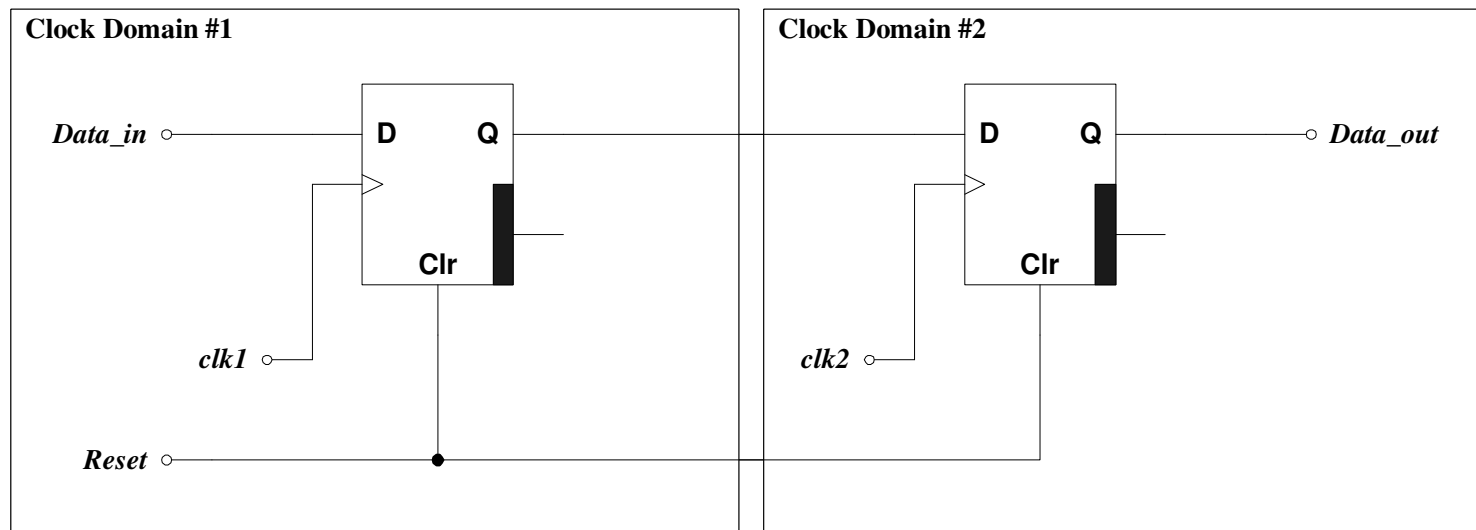 Clock Domain #1
Clock Domain #2
Data_in
D
Q
D
Q
Data_out
Clr
Clr
clk1
clk2
Reset